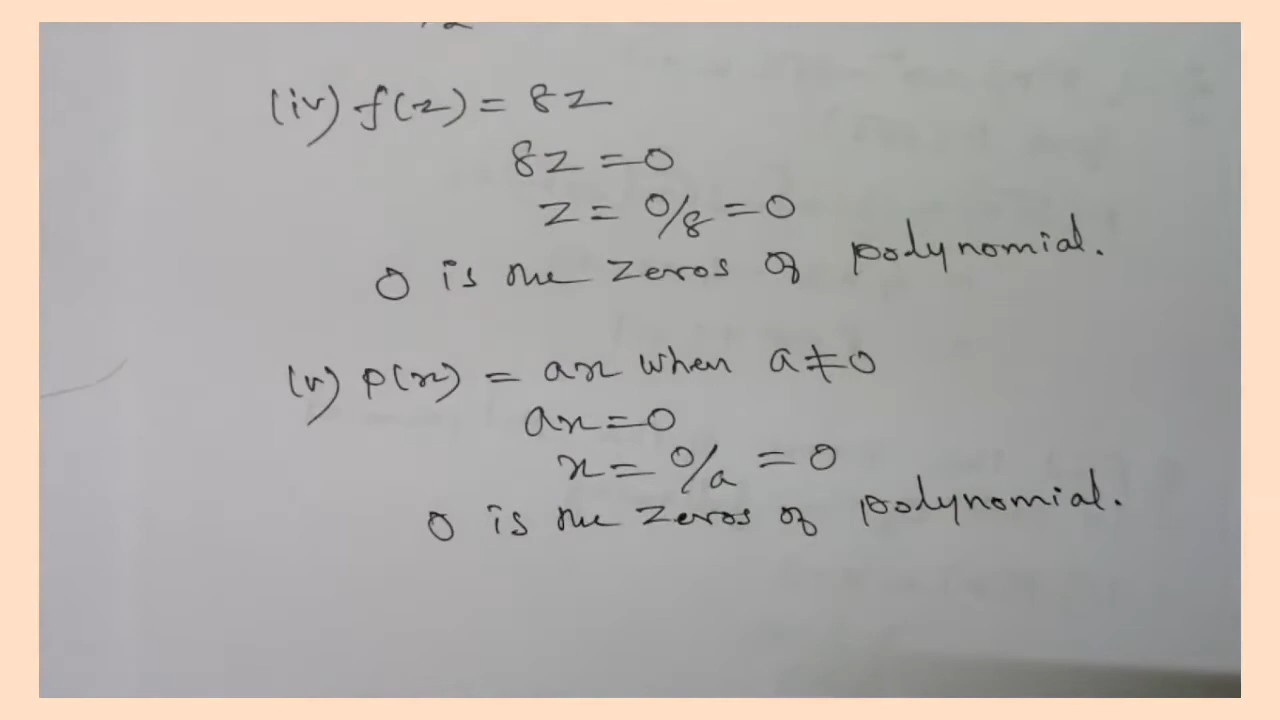 (iv) f(z) = 8z
8z = 0
z = 0/8 = 0
0 is the zeros of polynomial.
(v) p(x) = ax when a ≠ 0
ax = 0
x = 0/a = 0
0 is the zeros of polynomial.